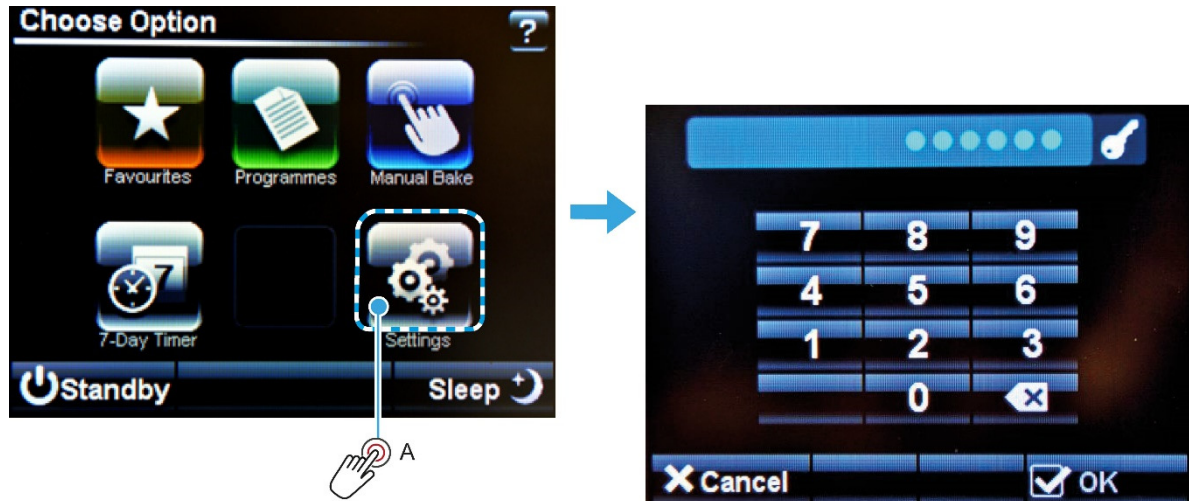 Choose Option
?
Favourites Programmes Manual Bake
7
7-Day Timer Settings
Standby Sleep
A
7 8 9
4 5 6
1 2 3
0
Cancel OK